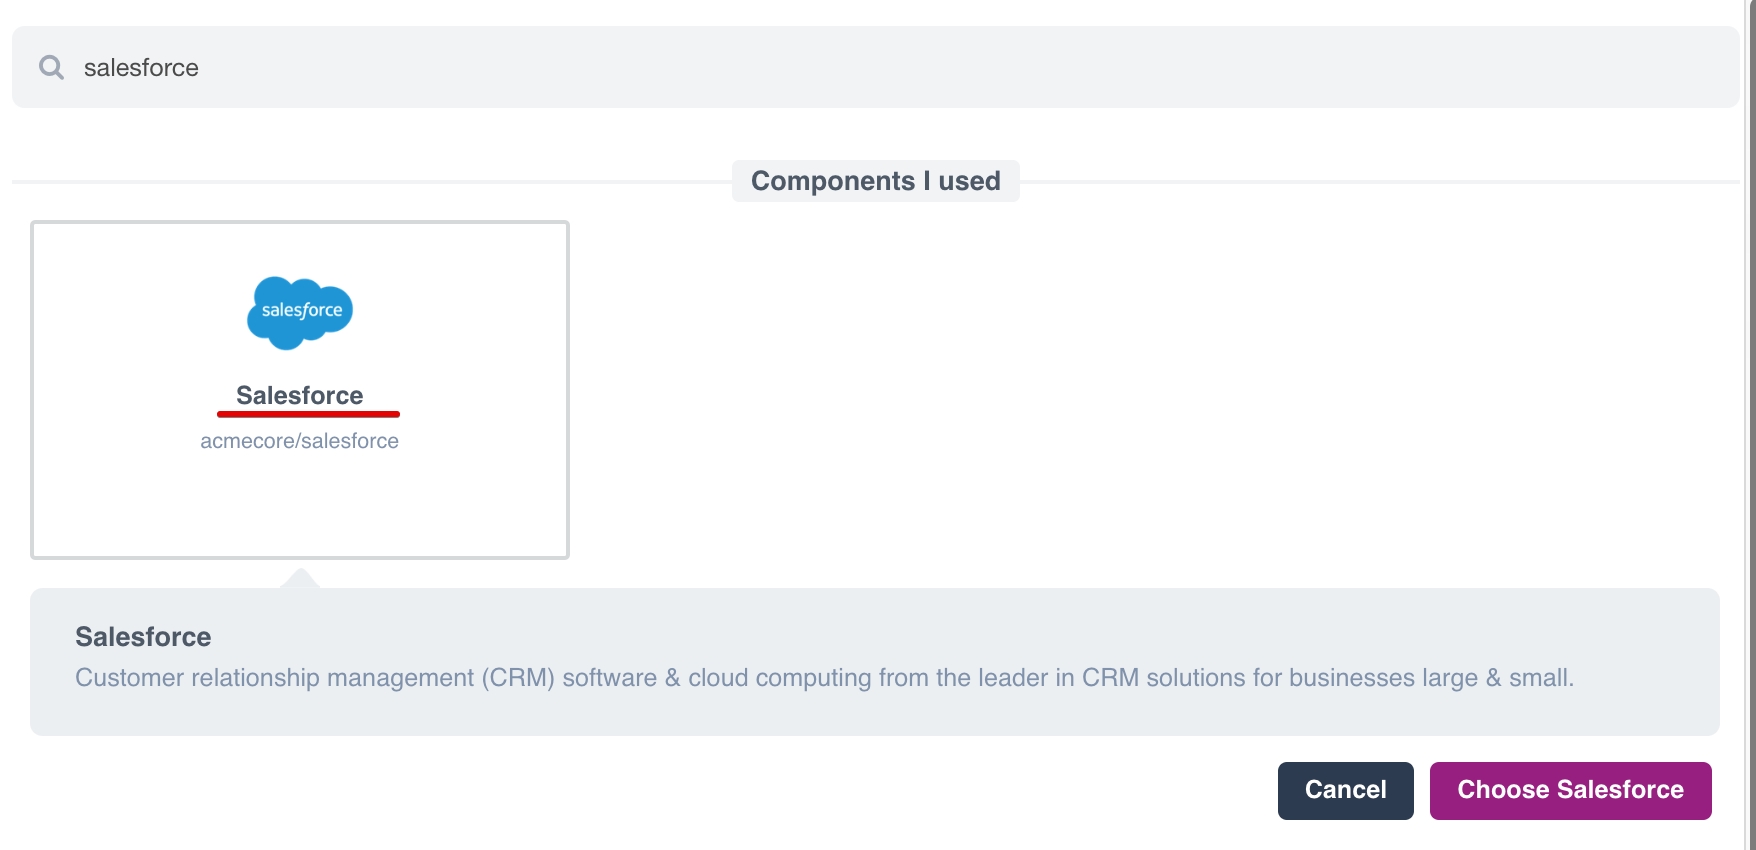 salesforce
Components I used
salesforce
Salesforce
acmecore/salesforce
Salesforce
Customer relationship management (CRM) software & cloud computing from the leader in CRM solutions for businesses large & small.
Cancel
Choose Salesforce